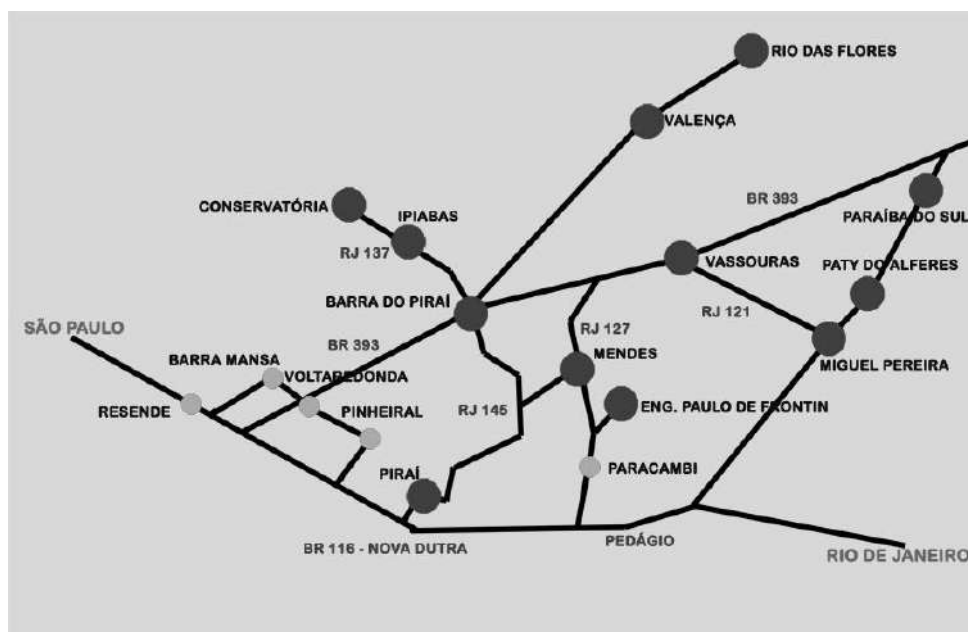 RIO DAS FLORES
VALENÇA
BR 393
CONSERVATÓRIA
IPIABAS
PARAÍBA DO SUL
RJ 137
VASSOURAS
PATY DO ALFERES
BARRA DO PIRAÍ
RJ 121
SÃO PAULO
RJ 127
BR 393
BARRA MANSA
MENDES
MIGUEL PEREIRA
VOLTAREDONDA
RESENDE
PINHEIRAL
RJ 145
ENG. PAULO DE FRONTIN
PIRAÍ
PARACAMBI
BR 116 - NOVA DUTRA
PEDÁGIO
RIO DE JANEIRO